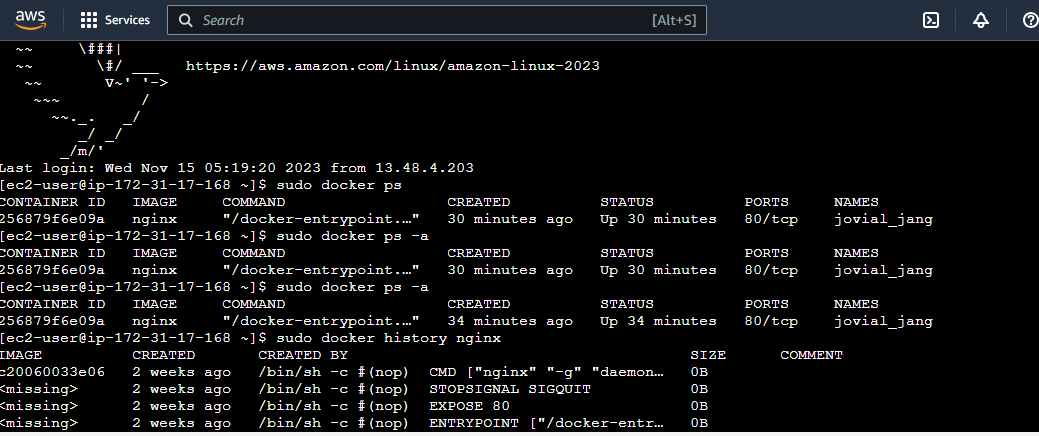 aws
Services
Search
[Alt+S]
~~ \###|
~~ \#/ ___ https://aws.amazon.com/linux/amazon-linux-2023
~~ V~' '->
~~~ /
~~._. _/
_/ _/
_/m/'
Last login: Wed Nov 15 05:19:20 2023 from 13.48.4.203
[ec2-user@ip-172-31-17-168 ~]$ sudo docker ps
CONTAINER ID IMAGE COMMAND CREATED STATUS PORTS NAMES
256879f6e09a nginx "/docker-entrypoint.…" 30 minutes ago Up 30 minutes 80/tcp jovial_jang
[ec2-user@ip-172-31-17-168 ~]$ sudo docker ps -a
CONTAINER ID IMAGE COMMAND CREATED STATUS PORTS NAMES
256879f6e09a nginx "/docker-entrypoint.…" 30 minutes ago Up 30 minutes 80/tcp jovial_jang
[ec2-user@ip-172-31-17-168 ~]$ sudo docker ps -a
CONTAINER ID IMAGE COMMAND CREATED STATUS PORTS NAMES
256879f6e09a nginx "/docker-entrypoint.…" 34 minutes ago Up 34 minutes 80/tcp jovial_jang
[ec2-user@ip-172-31-17-168 ~]$ sudo docker history nginx
IMAGE CREATED CREATED BY SIZE COMMENT
c20060033e06 2 weeks ago /bin/sh -c #(nop) CMD ["nginx" "-g" "daemon… 0B
<missing> 2 weeks ago /bin/sh -c #(nop) STOPSIGNAL SIGQUIT 0B
<missing> 2 weeks ago /bin/sh -c #(nop) EXPOSE 80 0B
<missing> 2 weeks ago /bin/sh -c #(nop) ENTRYPOINT ["/docker-entr… 0B